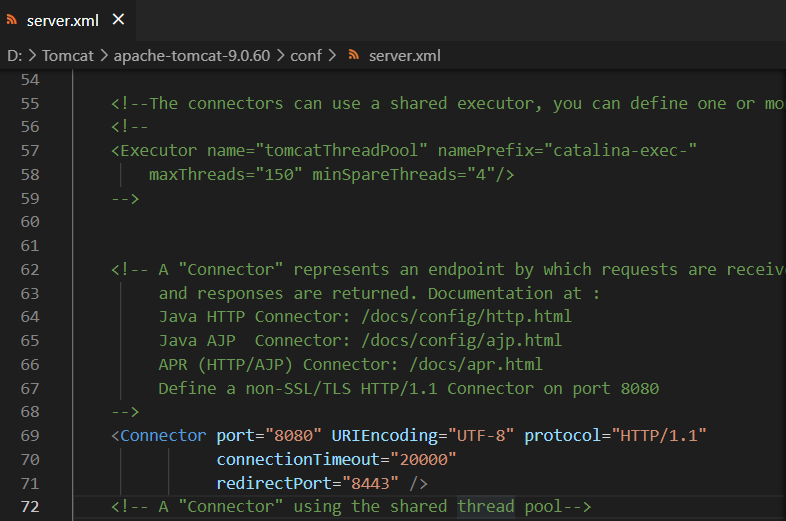 server.xml
D: > Tomcat > apache-tomcat-9.0.60 > conf > server.xml
54
55 <!--The connectors can use a shared executor, you can define one or mo
56 <!--
57 <Executor name="tomcatThreadPool" namePrefix="catalina-exec-"
58 maxThreads="150" minSpareThreads="4"/>
59 -->
60
61
62 <!-- A "Connector" represents an endpoint by which requests are receiv
63 and responses are returned. Documentation at :
64 Java HTTP Connector: /docs/config/http.html
65 Java AJP  Connector: /docs/config/ajp.html
66 APR (HTTP/AJP) Connector: /docs/apr.html
67 Define a non-SSL/TLS HTTP/1.1 Connector on port 8080
68 -->
69 <Connector port="8080" URIEncoding="UTF-8" protocol="HTTP/1.1"
70 connectionTimeout="20000"
71 redirectPort="8443" />
72 <!-- A "Connector" using the shared thread pool-->